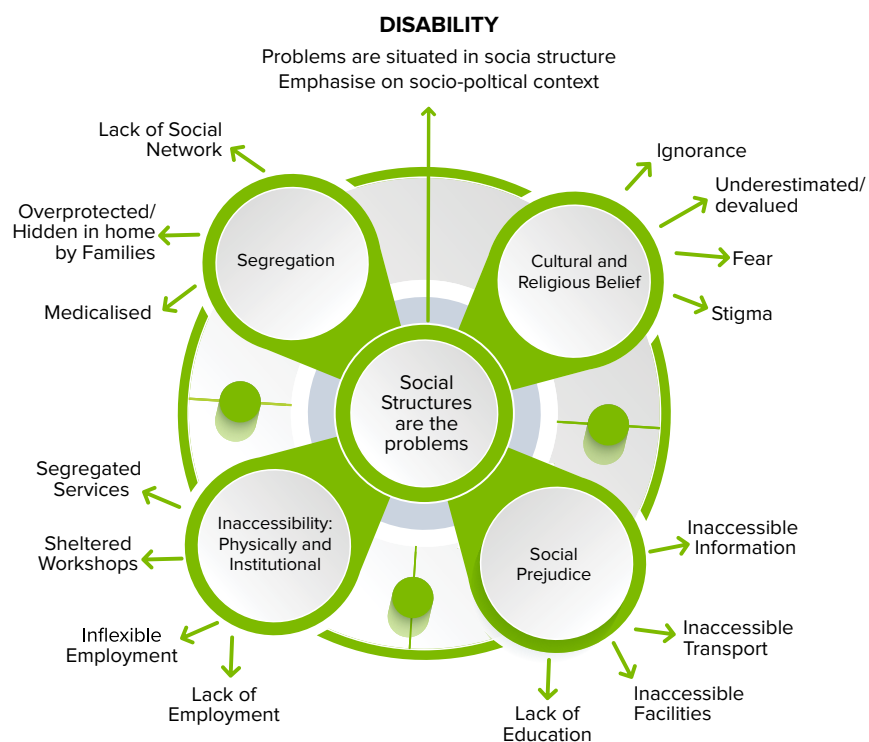 DISABILITY
Problems are situated in socia structure
Emphasise on socio-poltical context
Lack of Social
Network
Overprotected/
Hidden in home
by Families
Medicalised
Segregation
Ignorance
Underestimated/
devalued
Fear
Stigma
Cultural and
Religious Belief
Social
Structures
are the
problems
Segregated
Services
Sheltered
Workshops
Inflexible
Employment
Lack of
Employment
Inaccessibility:
Physically and
Institutional
Social
Prejudice
Inaccessible
Information
Inaccessible
Transport
Inaccessible
Facilities
Lack of
Education